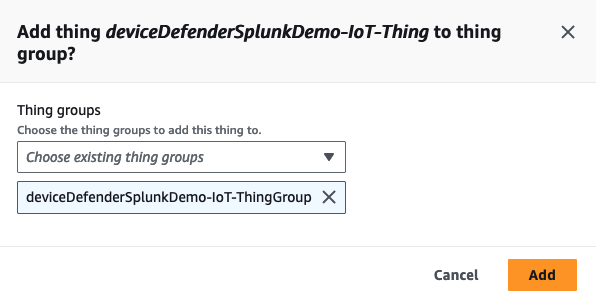 Add thing deviceDefenderSplunkDemo-IoT-Thing to thing
group?
Thing groups
Choose the thing groups to add this thing to.
Choose existing thing groups
deviceDefenderSplunkDemo-IoT-ThingGroup
Cancel
Add